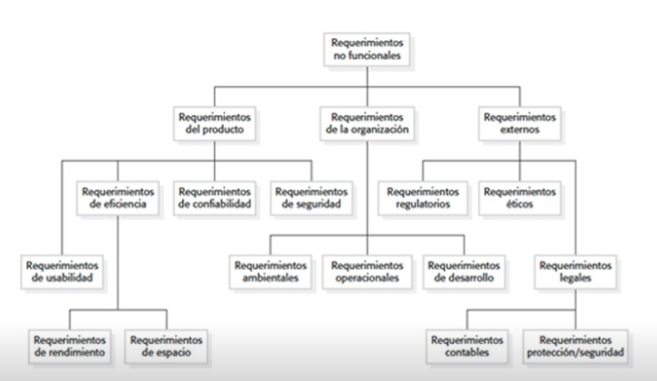 Requerimientos
no funcionales
Requerimientos
del producto
Requerimientos
de la organización
Requerimientos
externos
Requerimientos
de eficiencia
Requerimientos
de confiabilidad
Requerimientos
de seguridad
Requerimientos
regulatorios
Requerimientos
éticos
Requerimientos
de usabilidad
Requerimientos
ambientales
Requerimientos
operacionales
Requerimientos
de desarrollo
Requerimientos
legales
Requerimientos
de rendimiento
Requerimientos
de espacio
Requerimientos
contables
Requerimientos
protección/seguridad